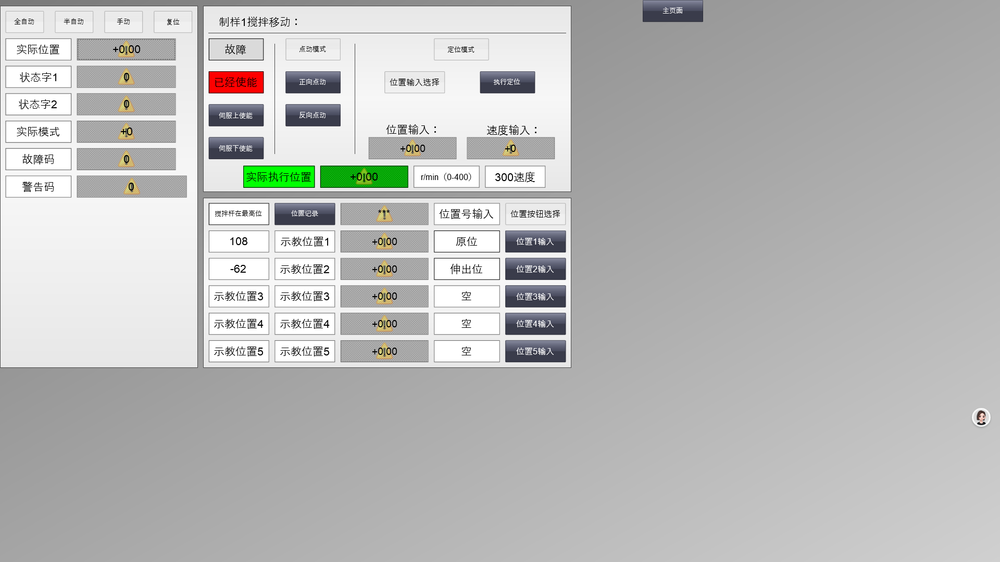 主页面
全自动 半自动 手动 复位
实际位置 +0.00
状态字1 0
状态字2 0
实际模式 +0
故障码 0
警告码 0
制样1搅拌移动：
故障 点动模式 定位模式
已经使能 正向点动 位置输入选择 执行定位
伺服上使能 反向点动
位置输入： 速度输入：
伺服下使能 +0.00 +0
实际执行位置 +0.00 r/min（0-400） 300速度
搅拌杆在最高位 位置记录 *** 位置号输入 位置按钮选择
108 示教位置1 +0.00 原位 位置1输入
-62 示教位置2 +0.00 伸出位 位置2输入
示教位置3 示教位置3 +0.00 空 位置3输入
示教位置4 示教位置4 +0.00 空 位置4输入
示教位置5 示教位置5 +0.00 空 位置5输入